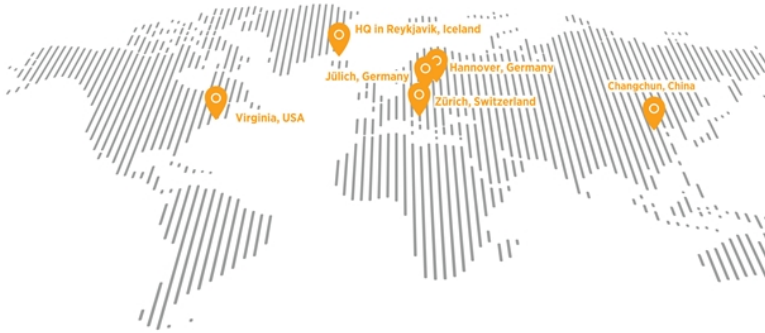 HQ in Reykjavik, Iceland
Jülich, Germany
Hannover, Germany
Changchun, China
Zürich, Switzerland
Virginia, USA